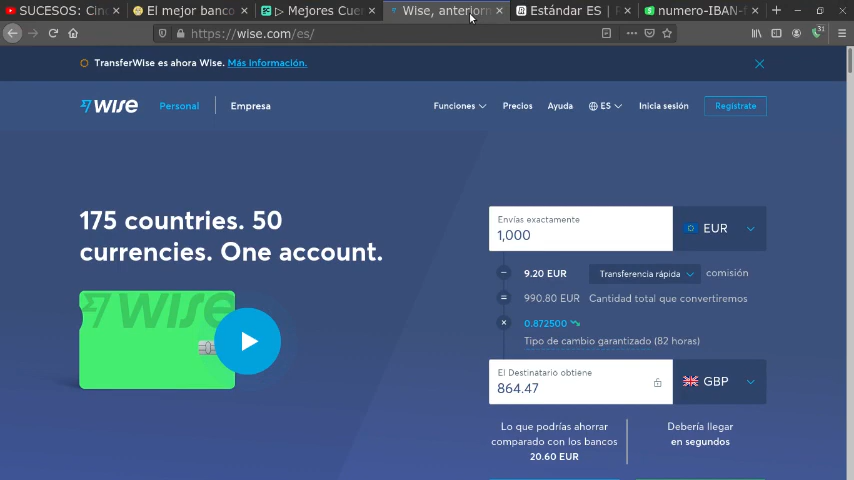 SUCESOS: Cinc
El mejor banco
▷ Mejores Cuen
Wise, anteriorm
Estándar ES | R
numero-IBAN-
https://wise.com/es/
31
TransferWise es ahora Wise. Más información.
WISE
Personal
Empresa
Funciones
Precios
Ayuda
ES
Inicia sesión
Regístrate
175 countries. 50
currencies. One account.
WISE
Envías exactamente
1,000
EUR
− 9.20 EUR Transferencia rápida comisión
= 990.80 EUR Cantidad total que convertiremos
× 0.872500
Tipo de cambio garantizado (82 horas)
El Destinatario obtiene
864.47
GBP
Lo que podrías ahorrar
comparado con los bancos
20.60 EUR
Debería llegar
en segundos